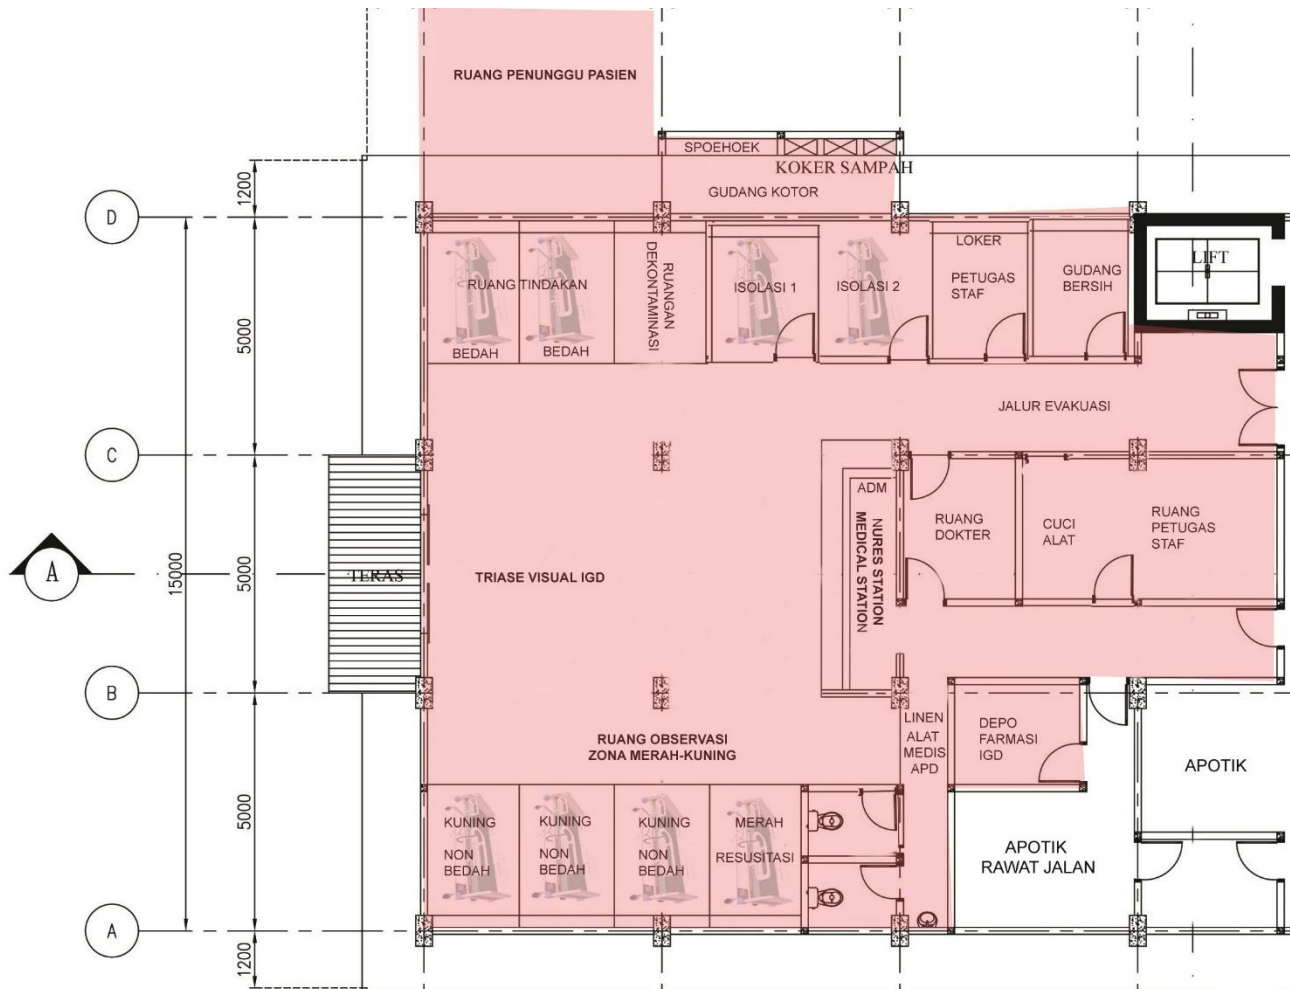 RUANG PENUNGGU PASIEN
SPOEHOEK
KOKER SAMPAH
GUDANG KOTOR
1200
D
RUANG TINDAKAN
BEDAH
BEDAH
RUANGAN
DEKONTAMINASI
ISOLASI 1
ISOLASI 2
LOKER
PETUGAS
STAF
GUDANG
BERSIH
LIFT
5000
JALUR EVAKUASI
C
ADM
NURES STATION
MEDICAL STATION
RUANG
DOKTER
CUCI
ALAT
RUANG
PETUGAS
STAF
A
15000
5000
TERAS
TRIASE VISUAL IGD
B
RUANG OBSERVASI
ZONA MERAH-KUNING
LINEN
ALAT
MEDIS
APD
DEPO
FARMASI
IGD
APOTIK
5000
KUNING
NON
BEDAH
KUNING
NON
BEDAH
KUNING
NON
BEDAH
MERAH
RESUSITASI
APOTIK
RAWAT JALAN
A
1200